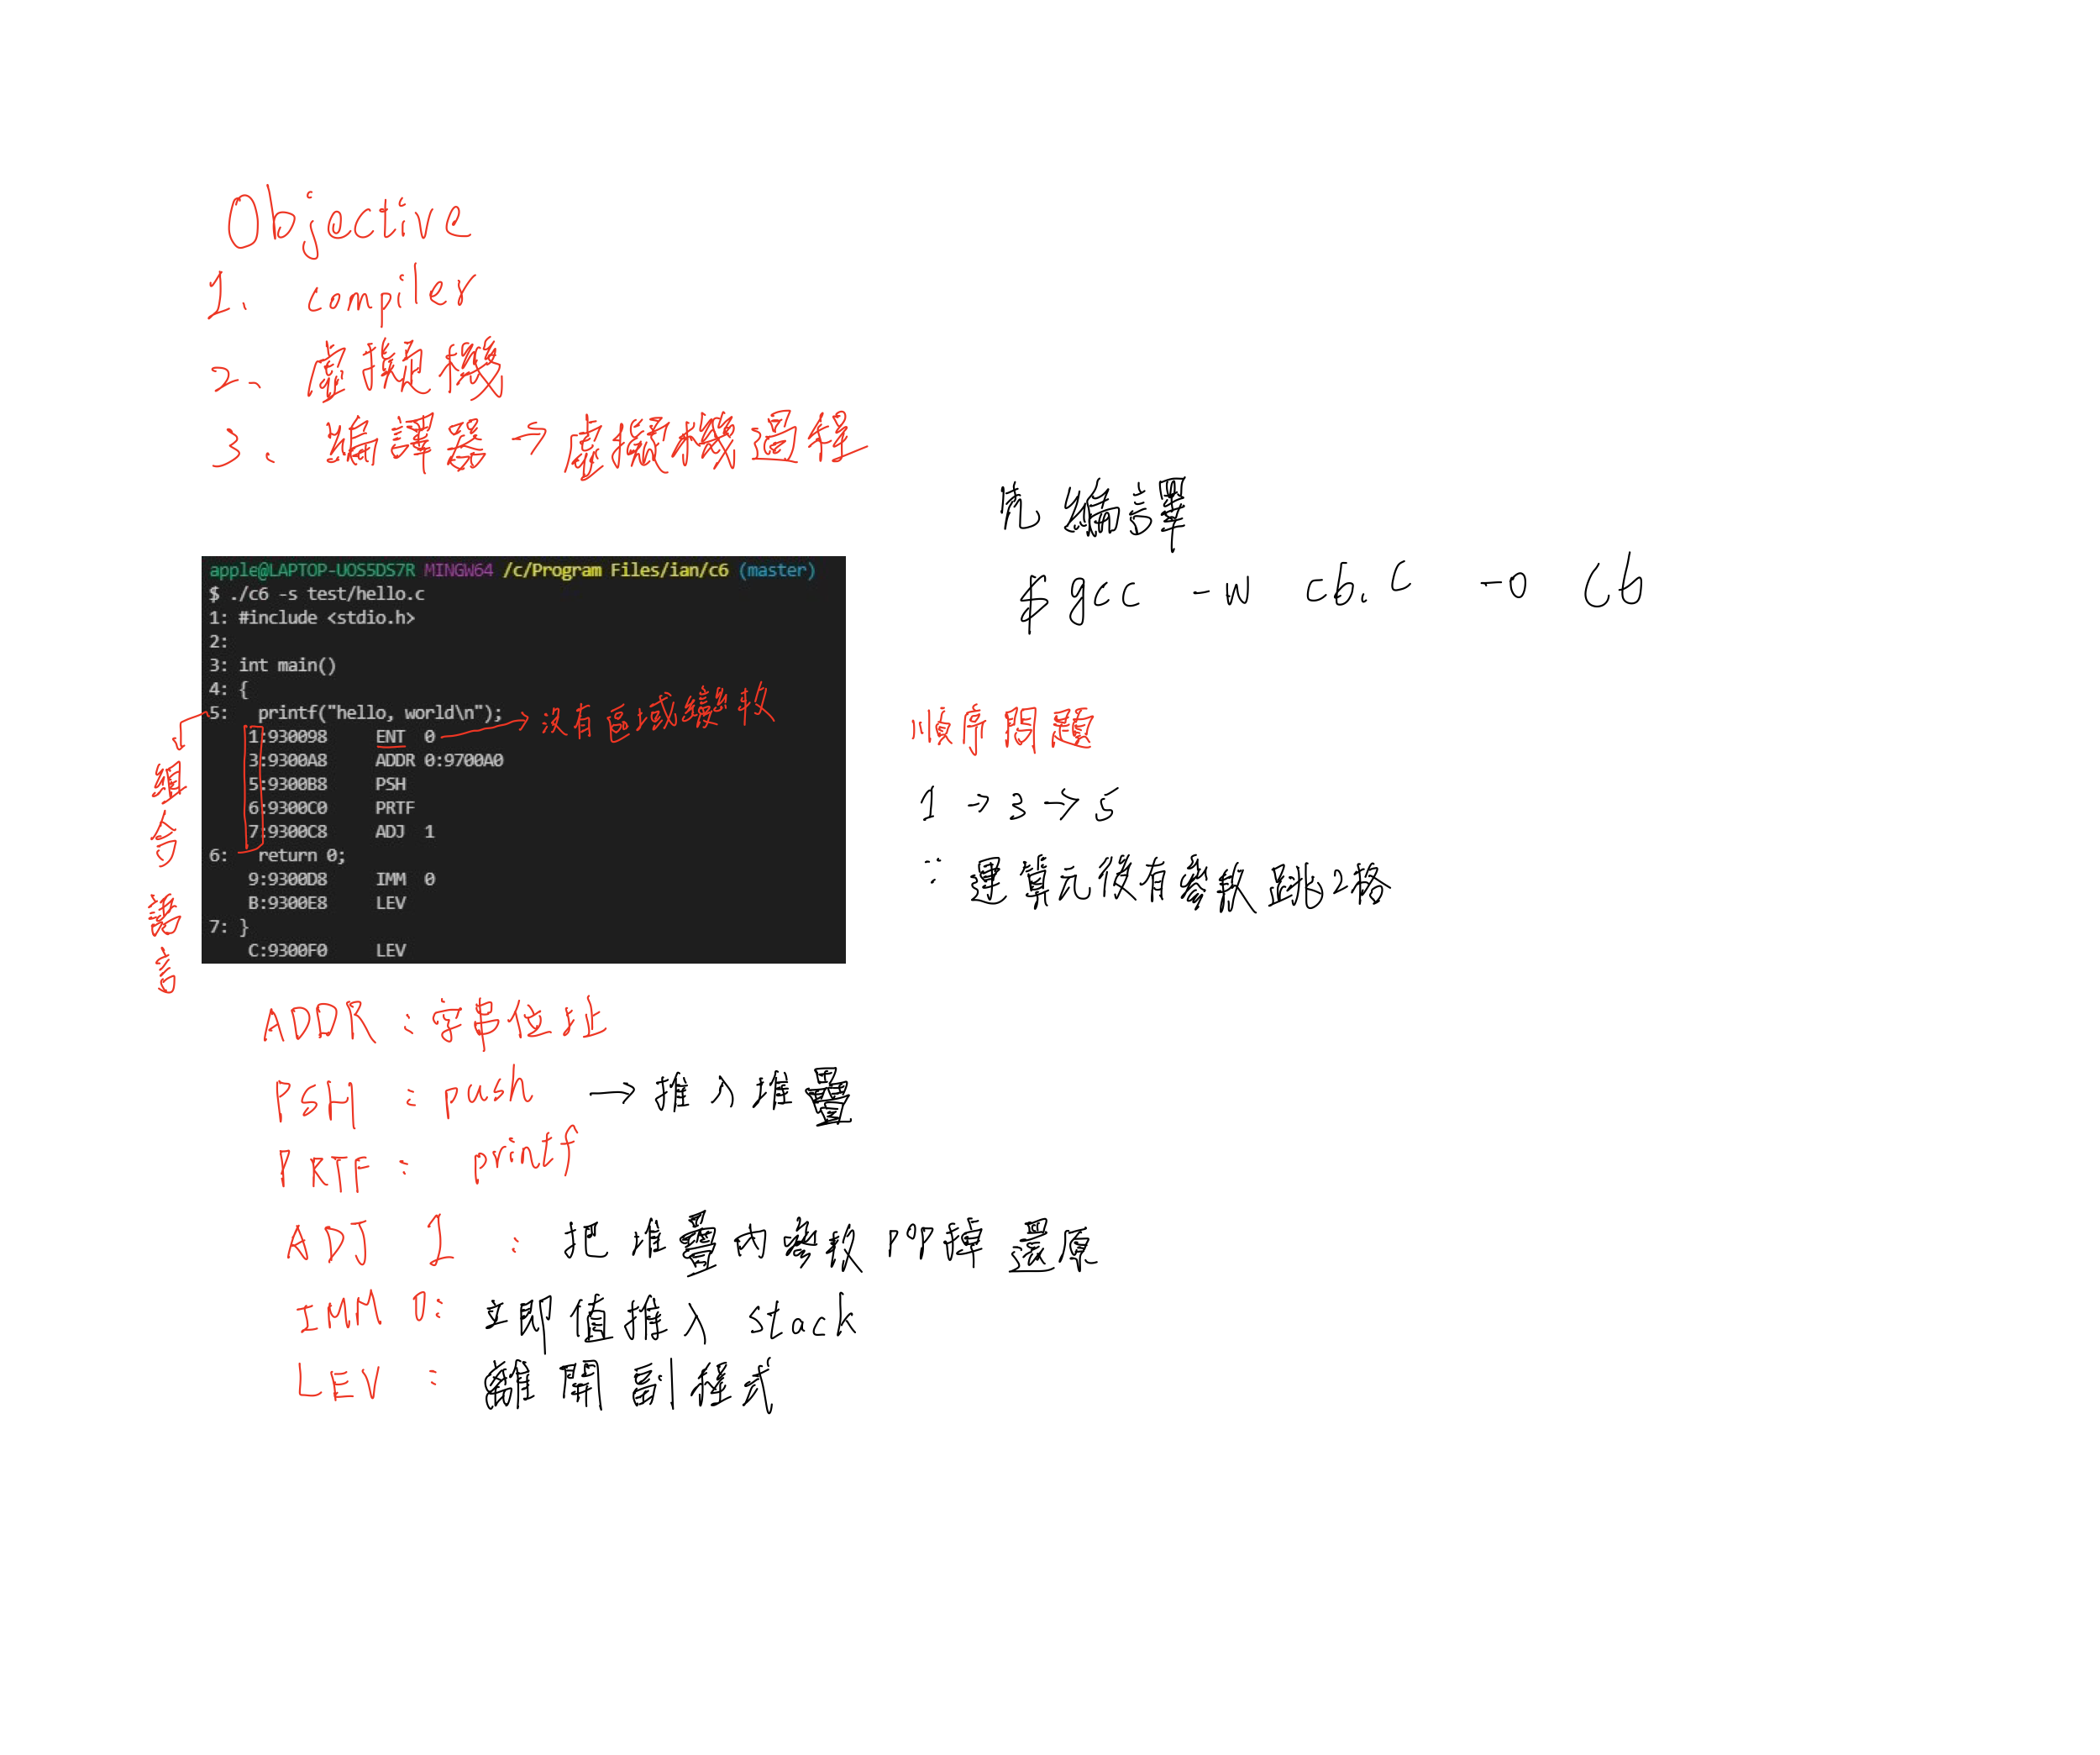 Objective
1. compiler
2、虛擬機
3、編譯器→虛擬機過程
先編譯
$ gcc -w c6.c -o c6
apple@LAPTOP-UOS5DS7R MINGW64 /c/Program Files/ian/c6 (master)
$ ./c6 -s test/hello.c
1: #include <stdio.h>
2:
3: int main()
4: {
5:   printf("hello, world\n");
1:930098     ENT  0 → 沒有區域變數
3:9300A8     ADDR 0:9700A0
5:9300B8     PSH
6:9300C0     PRTF
7:9300C8     ADJ  1
6:   return 0;
9:9300D8     IMM  0
B:9300E8     LEV
7: }
C:9300F0     LEV
組合語言
順序問題
1→3→5
∵運算元後有參數跳2格
ADDR：字串位址
PSH：push → 推入堆疊
PRTF：printf
ADJ 1：把堆疊內參數pop掉還原
IMM 0：立即值推入 stack
LEV：離開副程式